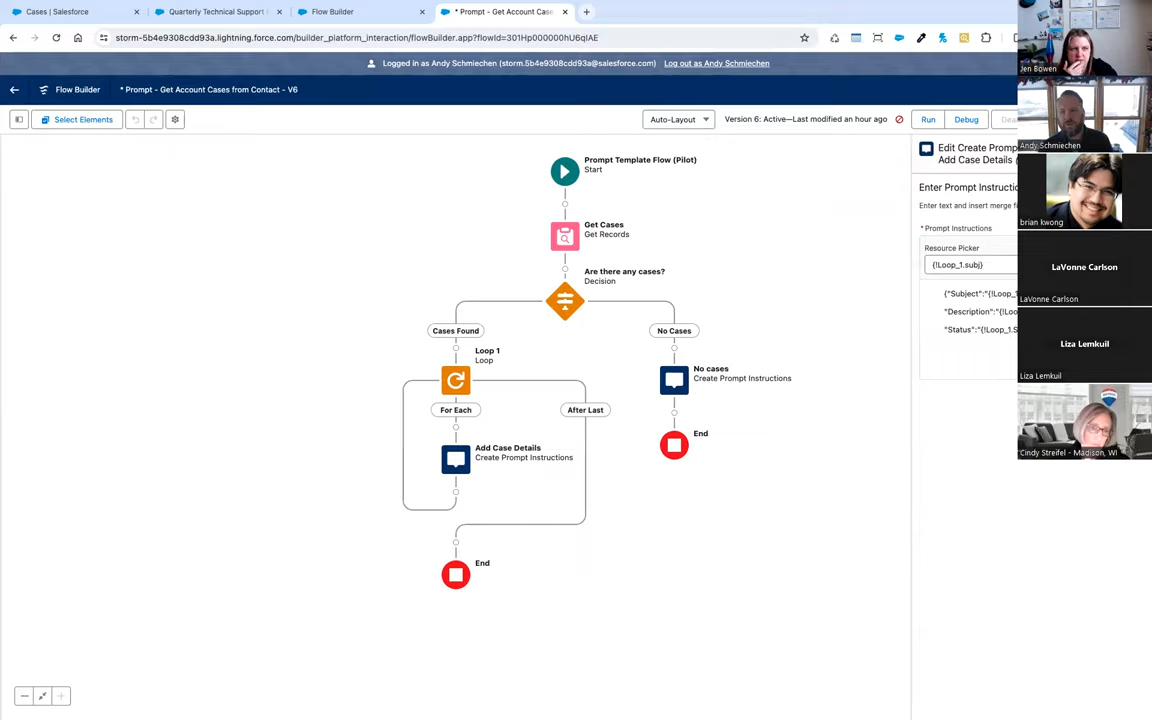 Cases | Salesforce
Quarterly Technical Support
Flow Builder
* Prompt - Get Account Case
storm-5b4e9308cdd93a.lightning.force.com/builder_platform_interaction/flowBuilder.app?flowId=301Hp000000hU6qIAE
Logged in as Andy Schmiechen (storm.5b4e9308cdd93a@salesforce.com)
Log out as Andy Schmiechen
Flow Builder
* Prompt - Get Account Cases from Contact - V6
Select Elements
Auto-Layout
Version 6: Active—Last modified an hour ago
Run
Debug
Prompt Template Flow (Pilot)
Start
Get Cases
Get Records
Are there any cases?
Decision
Cases Found
No Cases
Loop 1
Loop
No cases
Create Prompt Instructions
For Each
After Last
End
Add Case Details
Create Prompt Instructions
End
Edit Create Promp
Add Case Details
Enter Prompt Instructio
Enter text and insert merge f
* Prompt Instructions
Resource Picker
{!Loop_1.subj}
{"Subject":"{!Loop_1
"Description":"{!Loo
"Status":"{!Loop_1.S
Jen Bowen
Andy Schmiechen
brian kwong
LaVonne Carlson
LaVonne Carlson
Liza Lemkuil
Liza Lemkuil
Cindy Streifel - Madison, WI